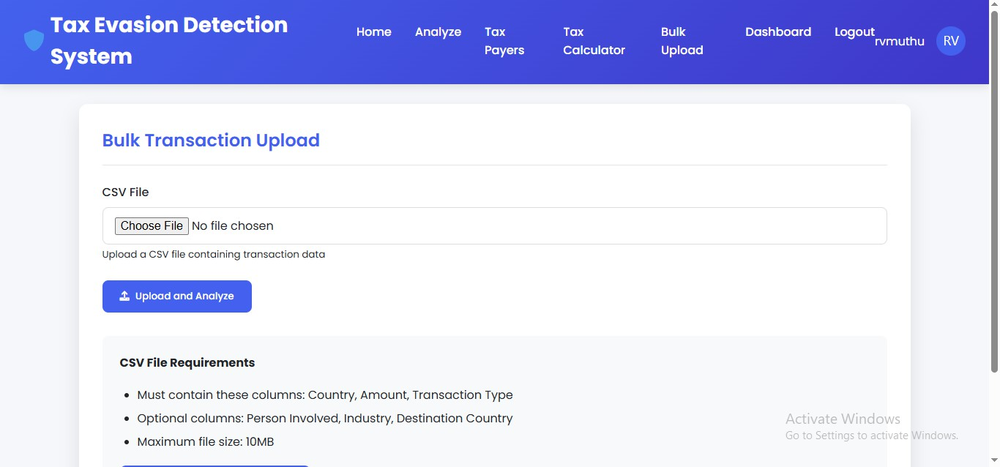 Tax Evasion Detection
System
Home
Analyze
Tax
Payers
Tax
Calculator
Bulk
Upload
Dashboard
Logout
rvmuthu
RV
Bulk Transaction Upload
CSV File
Choose File No file chosen
Upload a CSV file containing transaction data
Upload and Analyze
CSV File Requirements
Must contain these columns: Country, Amount, Transaction Type
Optional columns: Person Involved, Industry, Destination Country
Maximum file size: 10MB
Activate Windows
Go to Settings to activate Windows.